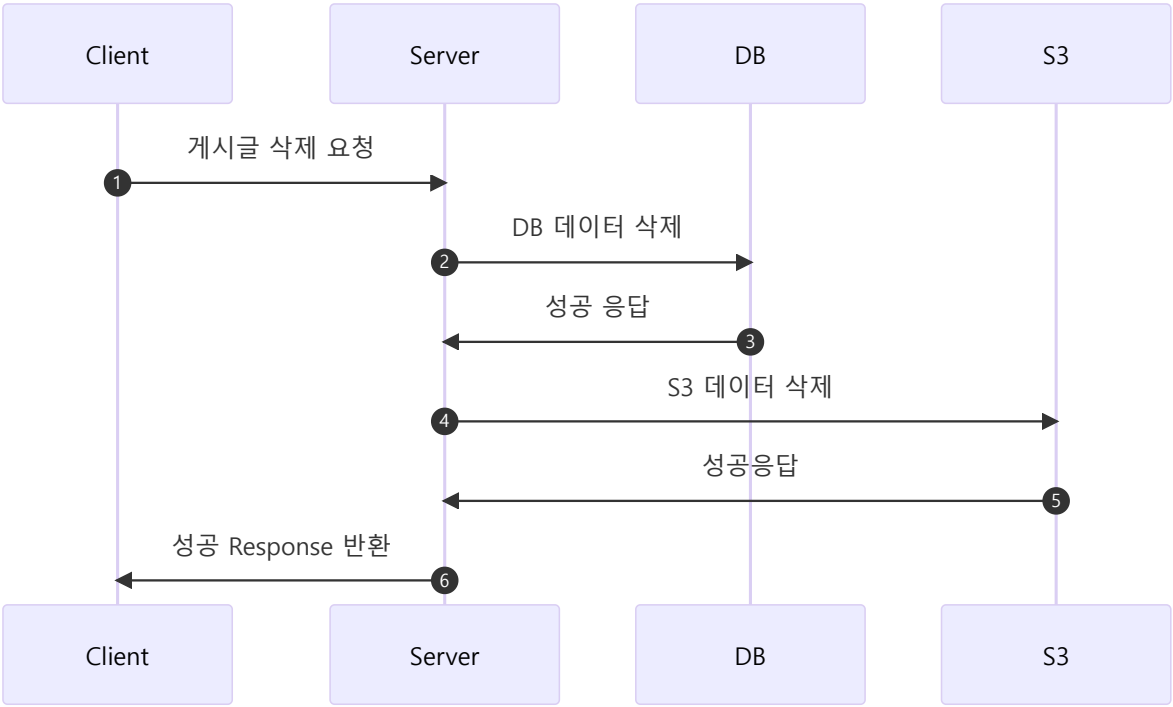 Client
Server
DB
S3
게시글 삭제 요청
1
DB 데이터 삭제
2
성공 응답
3
S3 데이터 삭제
4
성공응답
5
성공 Response 반환
6
Client
Server
DB
S3